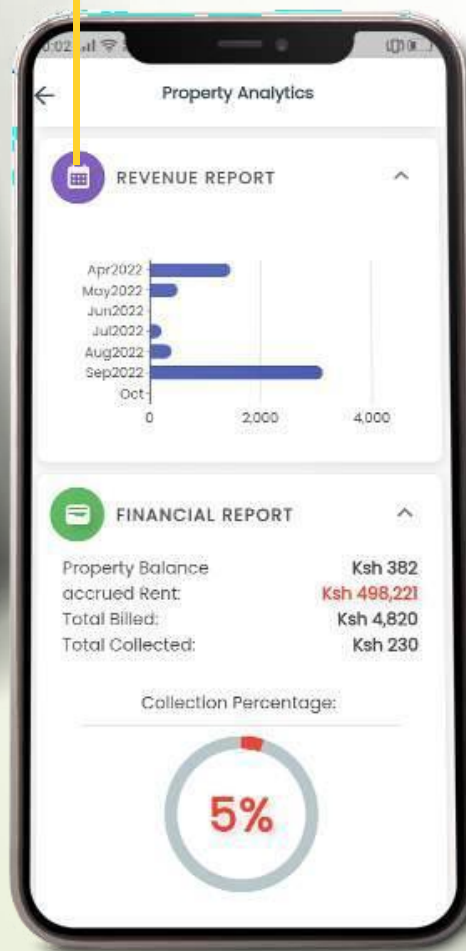 Property Analytics
REVENUE REPORT
Apr2022
May2022
Jun2022
Jul2022
Aug2022
Sep2022
Oct
0 2,000 4,000
FINANCIAL REPORT
Property Balance Ksh 382
accrued Rent: Ksh 498,221
Total Billed: Ksh 4,820
Total Collected: Ksh 230
Collection Percentage:
5%